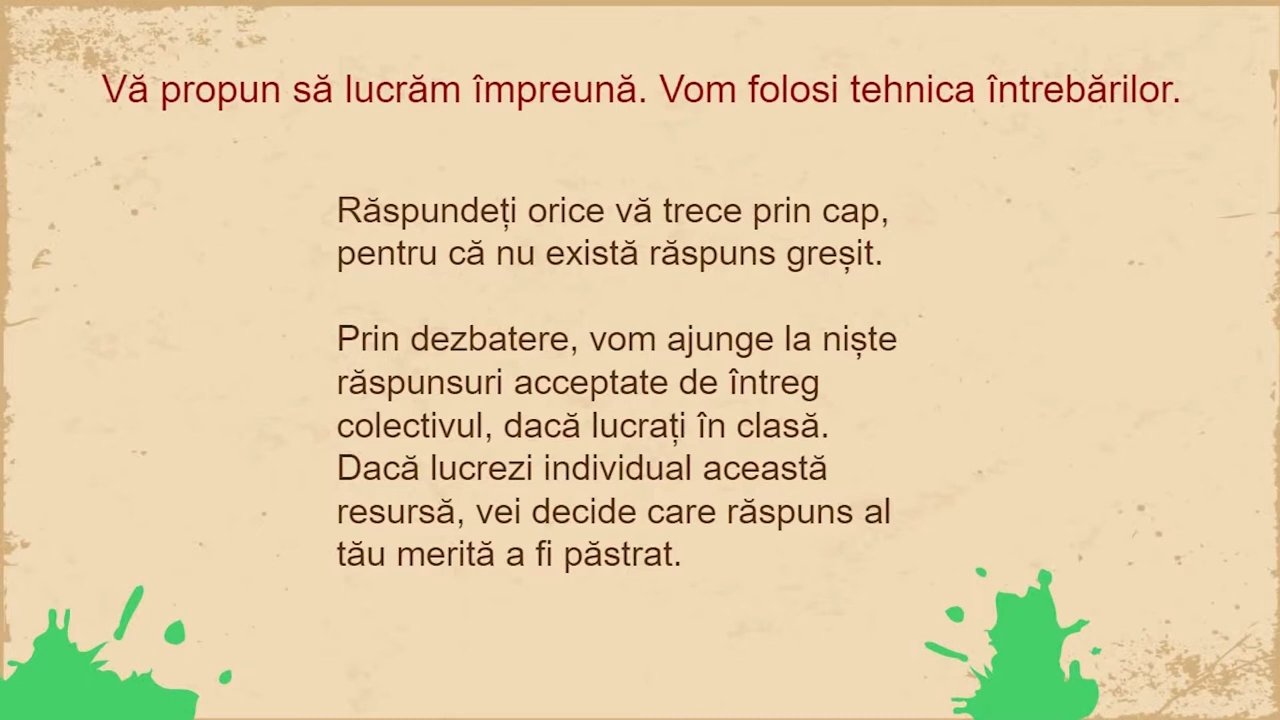 Vă propun să lucrăm împreună. Vom folosi tehnica întrebărilor.
Răspundeți orice vă trece prin cap,
pentru că nu există răspuns greșit.
Prin dezbatere, vom ajunge la niște
răspunsuri acceptate de întreg
colectivul, dacă lucrați în clasă.
Dacă lucrezi individual această
resursă, vei decide care răspuns al
tău merită a fi păstrat.